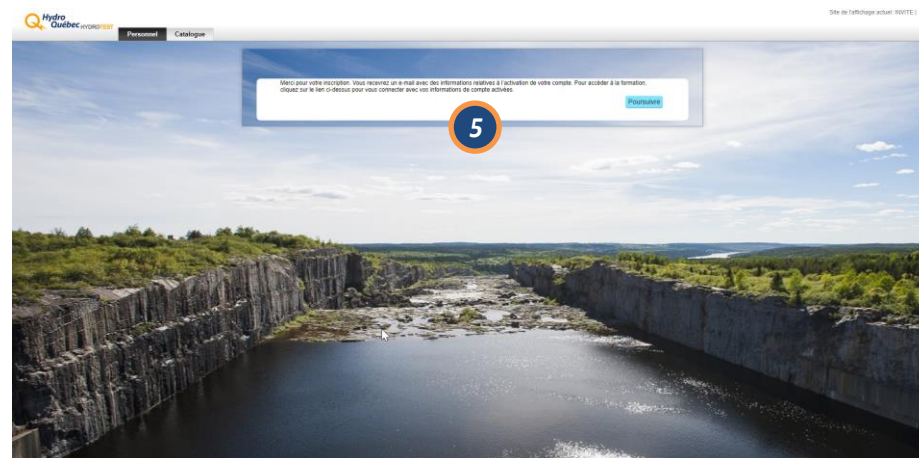 Site de l'affichage actuel: INVITE |
Hydro
Québec HYDROTEST
Personnel Catalogue
Merci pour votre inscription. Vous recevrez un e-mail avec des informations relatives à l'activation de votre compte. Pour accéder à la formation,
cliquez sur le lien ci-dessus pour vous connecter avec vos informations de compte activées.
Poursuivre
5